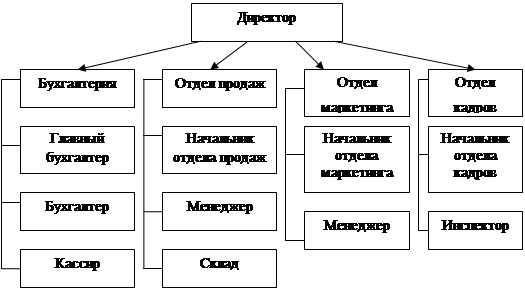 Директор
Бухгалтерия
Отдел продаж
Отдел
маркетинга
Отдел
кадров
Главный
бухгалтер
Начальник
отдела продаж
Начальник
отдела
маркетинга
Начальник
отдела
кадров
Бухгалтер
Менеджер
Менеджер
Инспектор
Кассир
Склад